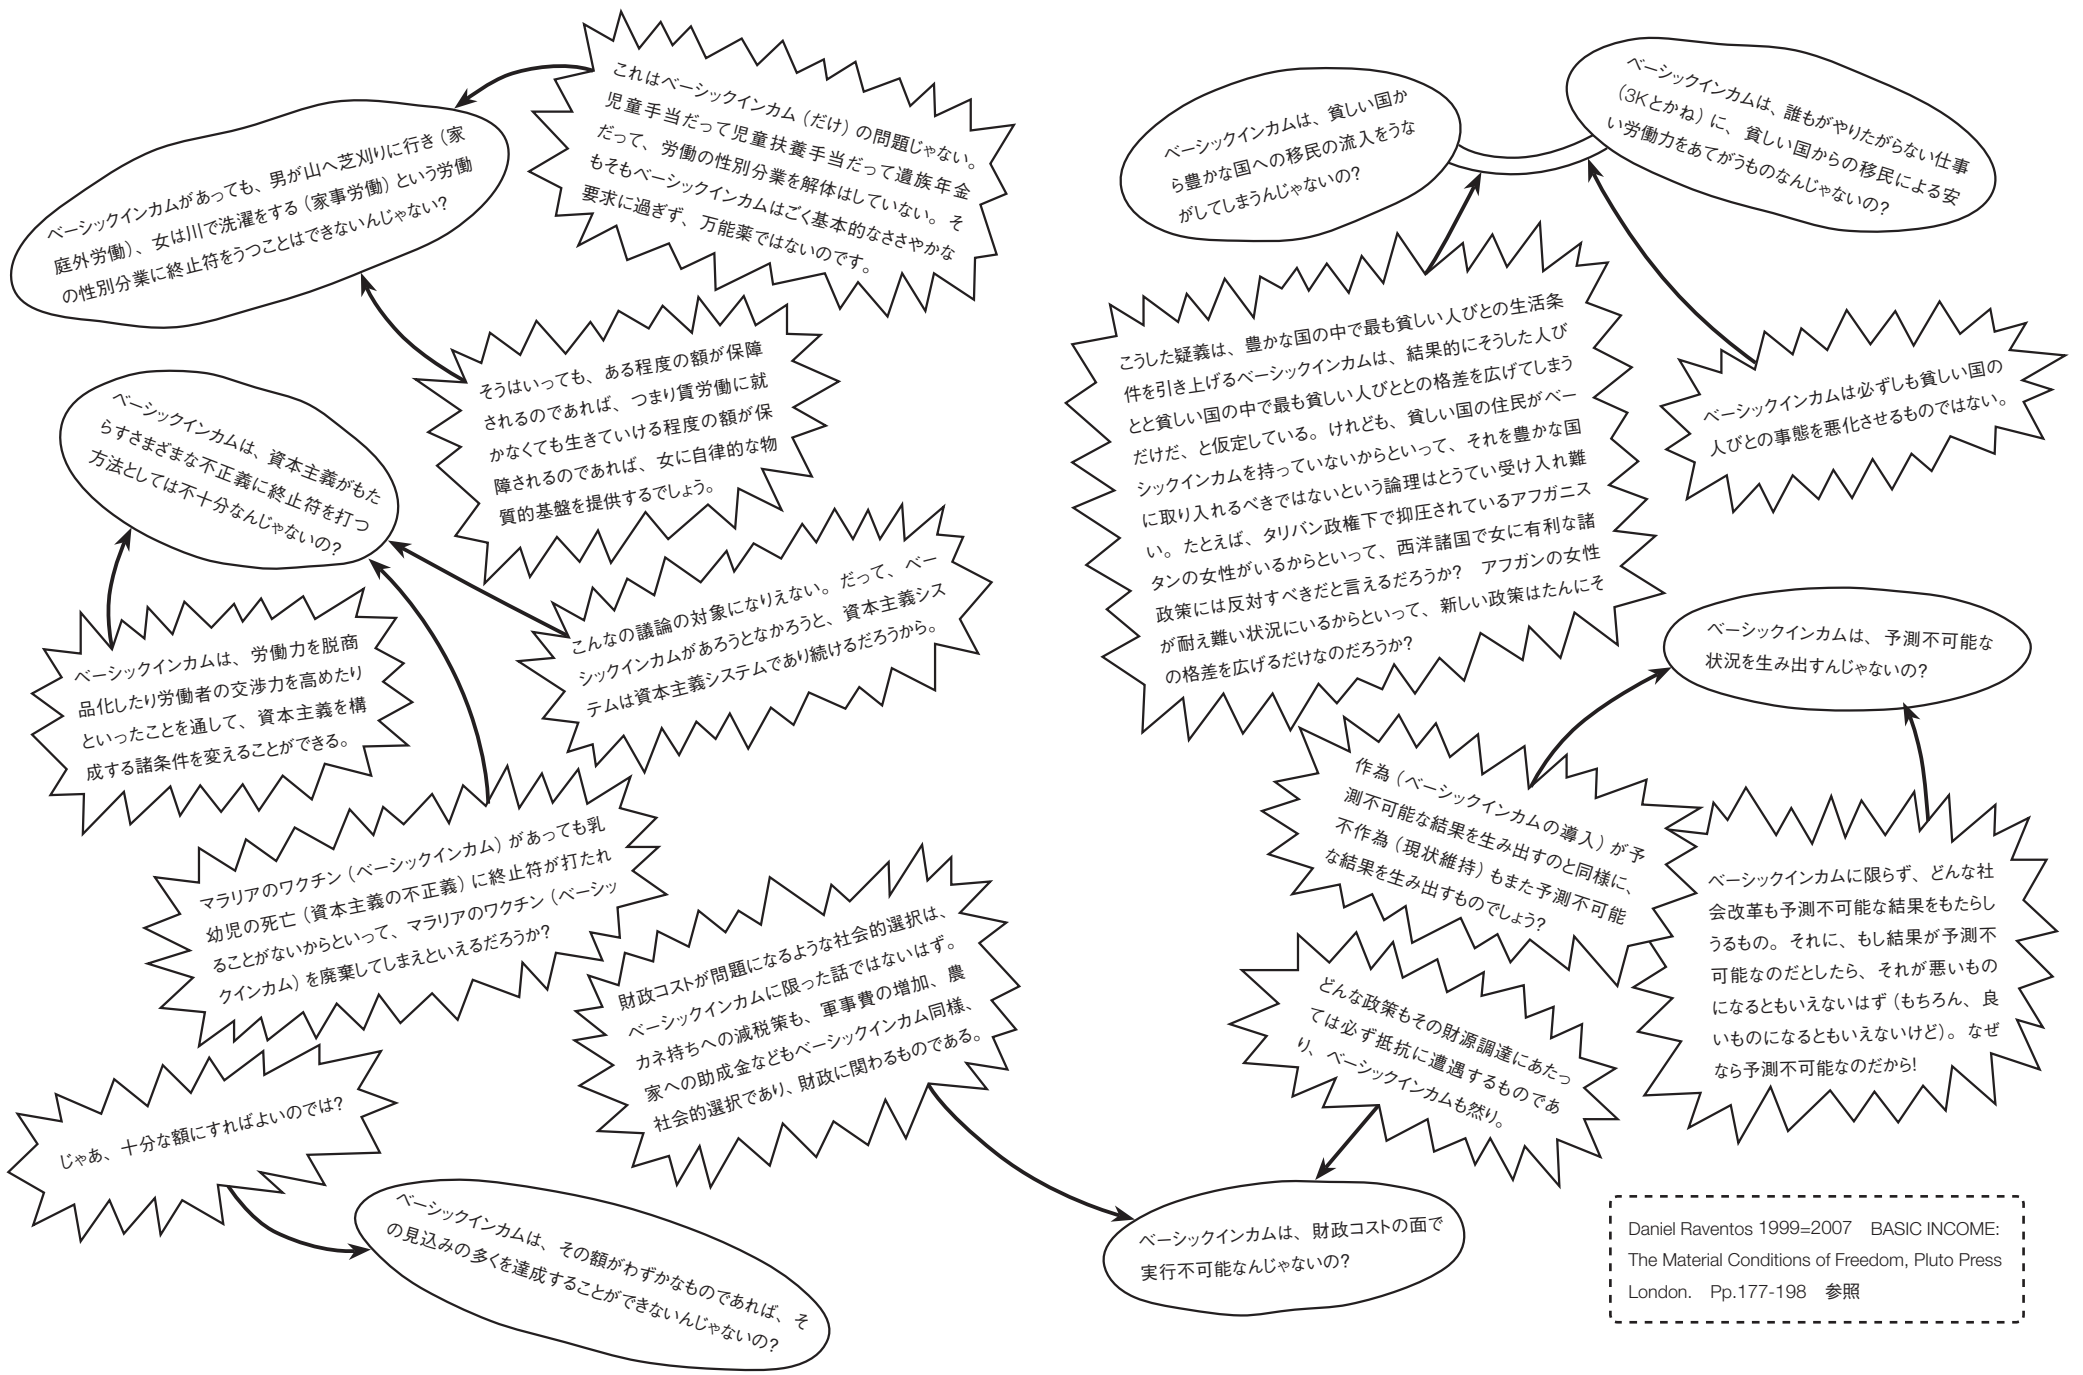 ベーシックインカムがあっても、男が山へ芝刈りに行き（家
庭外労働）、女は川で洗濯をする（家事労働）という労働
の性別分業に終止符をうつことはできないんじゃない？
これはベーシックインカム（だけ）の問題じゃない。
児童手当だって児童扶養手当だって遺族年金
だって、労働の性別分業を解体はしていない。そ
もそもベーシックインカムはごく基本的なささやかな
要求に過ぎず、万能薬ではないのです。
そうはいっても、ある程度の額が保障
されるのであれば、つまり賃労働に就
かなくても生きていける程度の額が保
障されるのであれば、女に自律的な物
質的基盤を提供するでしょう。
ベーシックインカムは、資本主義がもた
らすさまざまな不正義に終止符を打つ
方法としては不十分なんじゃないの？
こんなの議論の対象になりえない。だって、ベー
シックインカムがあろうとなかろうと、資本主義シス
テムは資本主義システムであり続けるだろうから。
ベーシックインカムは、労働力を脱商
品化したり労働者の交渉力を高めたり
といったことを通して、資本主義を構
成する諸条件を変えることができる。
マラリアのワクチン（ベーシックインカム）があっても乳
幼児の死亡（資本主義の不正義）に終止符が打たれ
ることがないからといって、マラリアのワクチン（ベーシッ
クインカム）を廃棄してしまえといえるだろうか？
じゃあ、十分な額にすればよいのでは？
ベーシックインカムは、その額がわずかなものであれば、そ
の見込みの多くを達成することができないんじゃないの？
財政コストが問題になるような社会的選択は、
ベーシックインカムに限った話ではないはず。
カネ持ちへの減税策も、軍事費の増加、農
家への助成金などもベーシックインカム同様、
社会的選択であり、財政に関わるものである。
ベーシックインカムは、貧しい国か
ら豊かな国への移民の流入をうな
がしてしまうんじゃないの？
ベーシックインカムは、誰もがやりたがらない仕事
（3Kとかね）に、貧しい国からの移民による安
い労働力をあてがうものなんじゃないの？
こうした疑義は、豊かな国の中で最も貧しい人びとの生活条
件を引き上げるベーシックインカムは、結果的にそうした人び
とと貧しい国の中で最も貧しい人びととの格差を広げてしまう
だけだ、と仮定している。けれども、貧しい国の住民がベー
シックインカムを持っていないからといって、それを豊かな国
に取り入れるべきではないという論理はとうてい受け入れ難
い。たとえば、タリバン政権下で抑圧されているアフガニス
タンの女性がいるからといって、西洋諸国で女に有利な諸
政策には反対すべきだと言えるだろうか？　アフガンの女性
が耐え難い状況にいるからといって、新しい政策はたんにそ
の格差を広げるだけなのだろうか？
ベーシックインカムは必ずしも貧しい国の
人びとの事態を悪化させるものではない。
ベーシックインカムは、予測不可能な
状況を生み出すんじゃないの？
作為（ベーシックインカムの導入）が予
測不可能な結果を生み出すのと同様に、
不作為（現状維持）もまた予測不可能
な結果を生み出すものでしょう？
ベーシックインカムに限らず、どんな社
会改革も予測不可能な結果をもたらし
うるもの。それに、もし結果が予測不
可能なのだとしたら、それが悪いもの
になるともいえないはず（もちろん、良
いものになるともいえないけど）。なぜ
なら予測不可能なのだから！
どんな政策もその財源調達にあたっ
ては必ず抵抗に遭遇するものであ
り、ベーシックインカムも然り。
ベーシックインカムは、財政コストの面で
実行不可能なんじゃないの？
Daniel Raventos 1999=2007　BASIC INCOME:
The Material Conditions of Freedom, Pluto Press
London.　Pp.177-198　参照